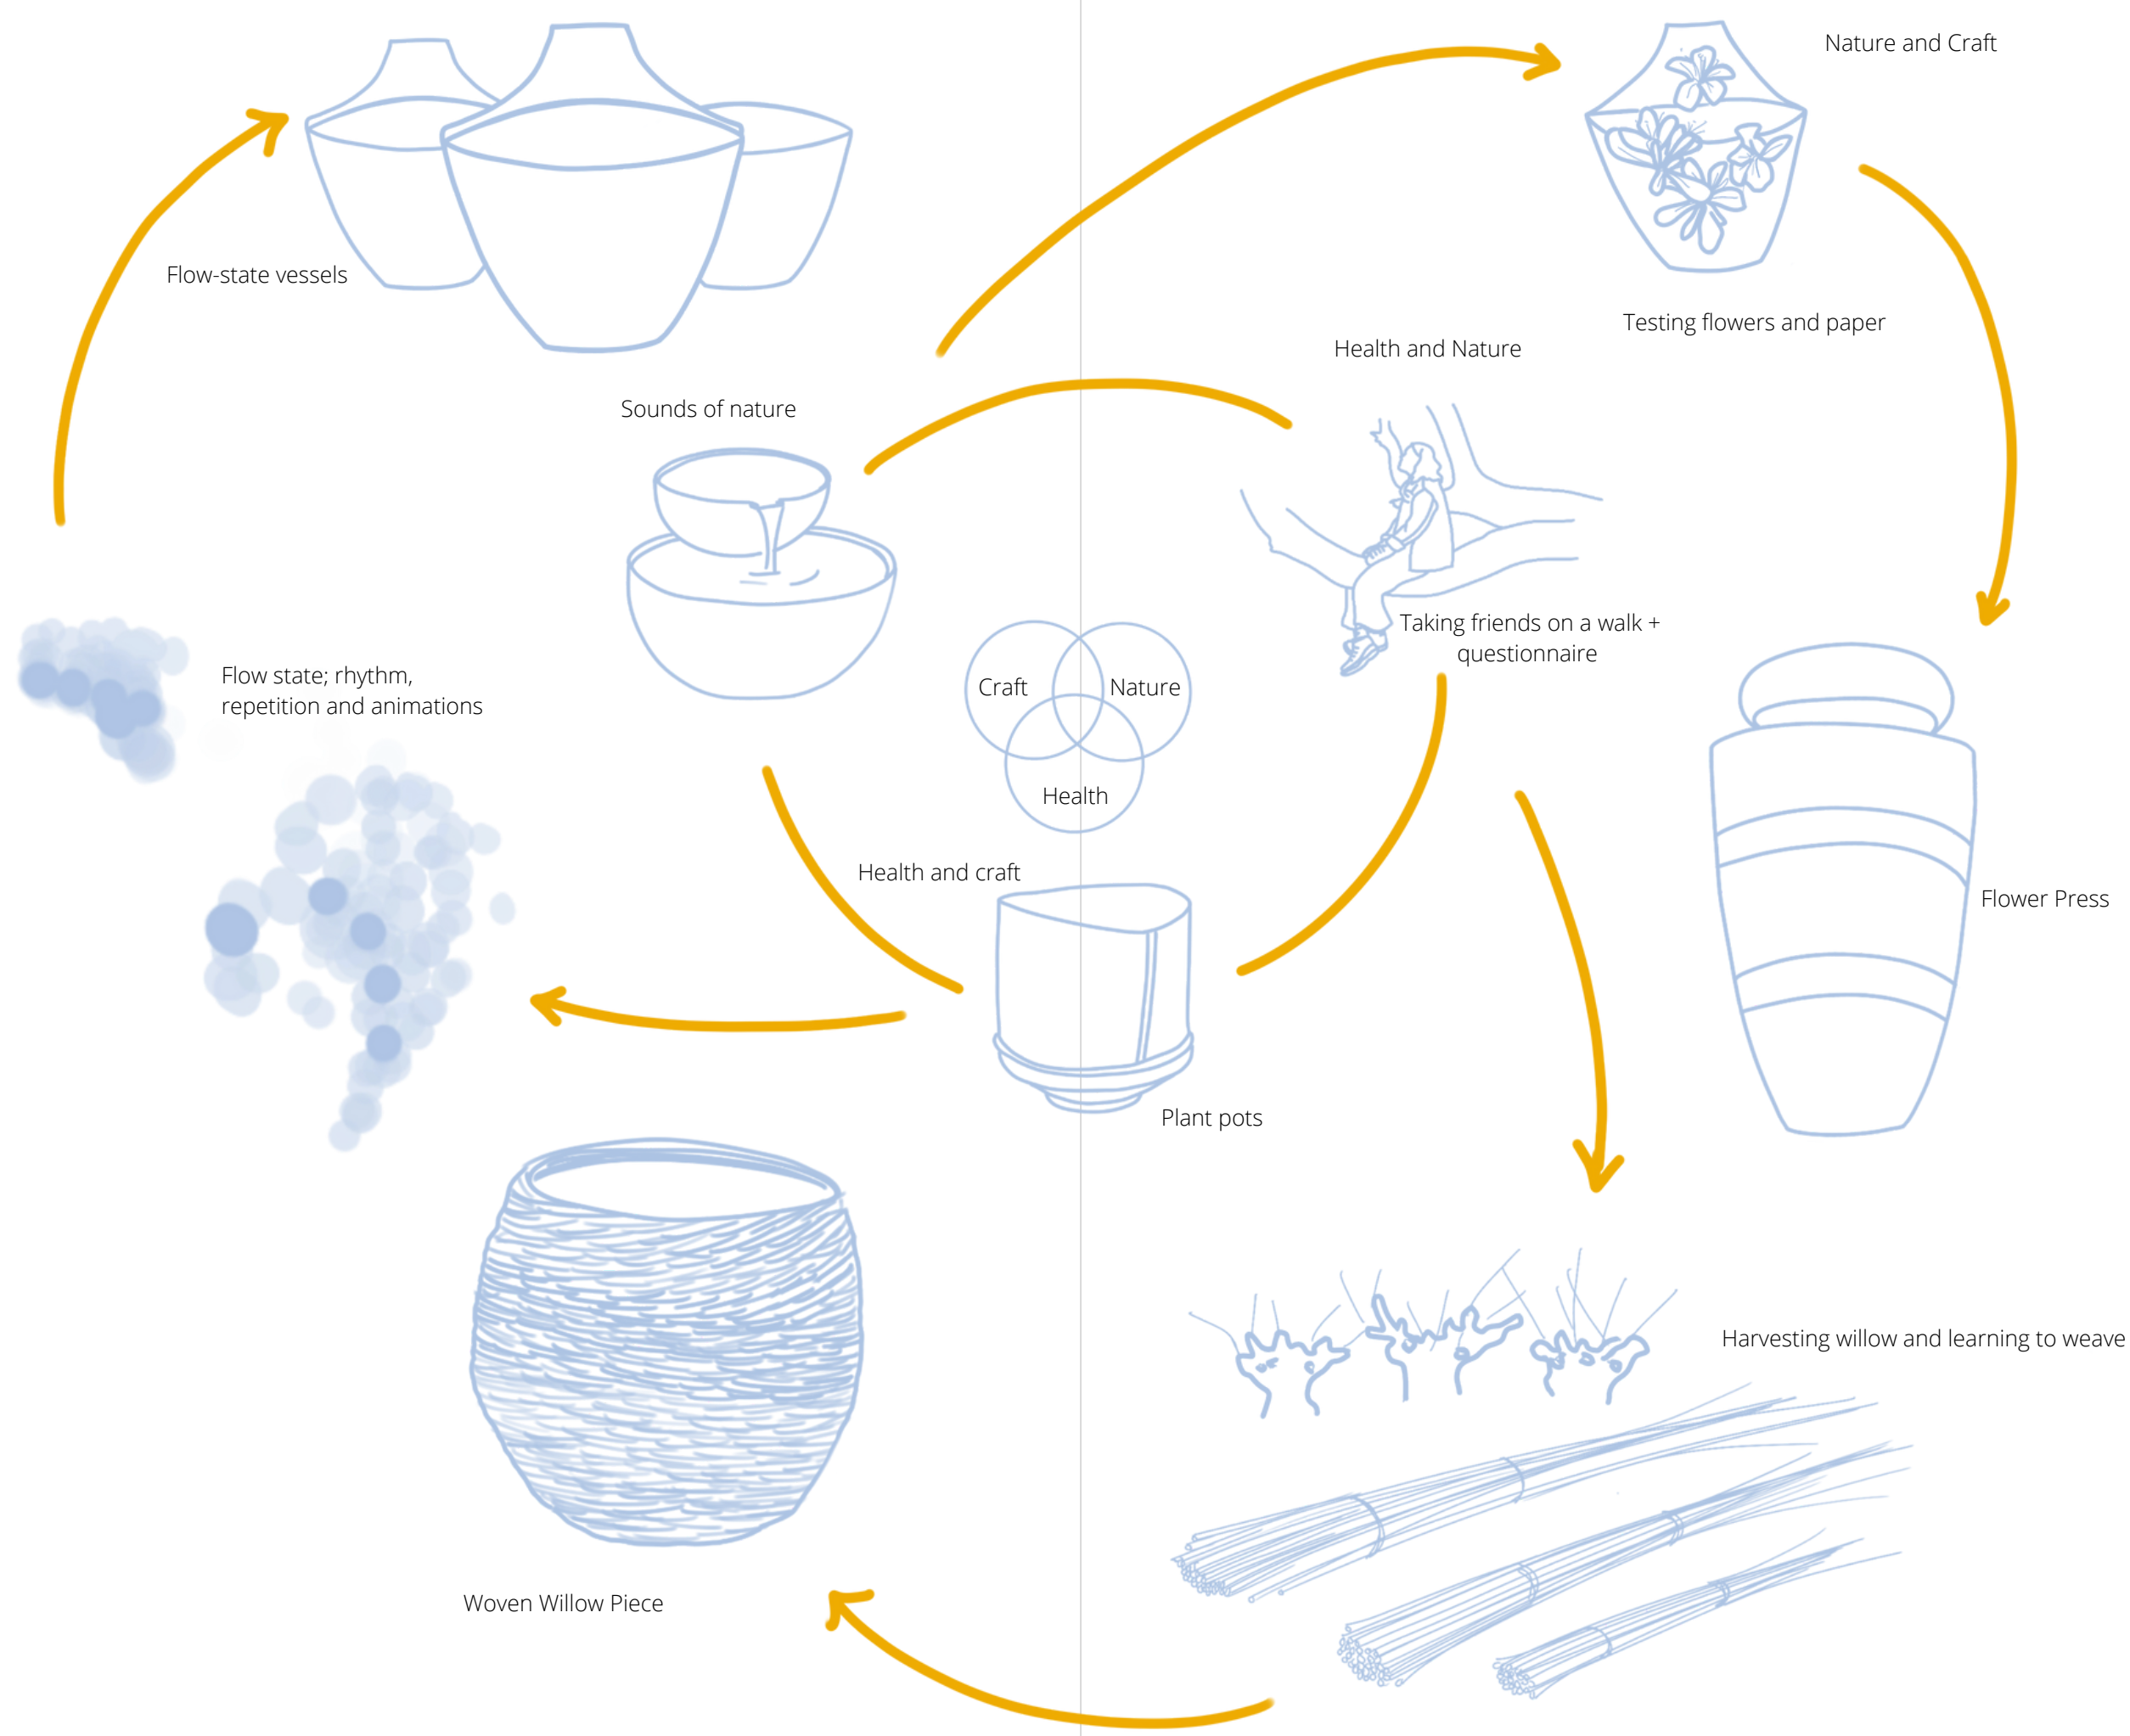 Nature and Craft
Flow-state vessels
Testing flowers and paper
Health and Nature
Sounds of nature
Taking friends on a walk +
questionnaire
Flow state; rhythm,
repetition and animations
Craft
Nature
Health
Health and craft
Flower Press
Plant pots
Harvesting willow and learning to weave
Woven Willow Piece